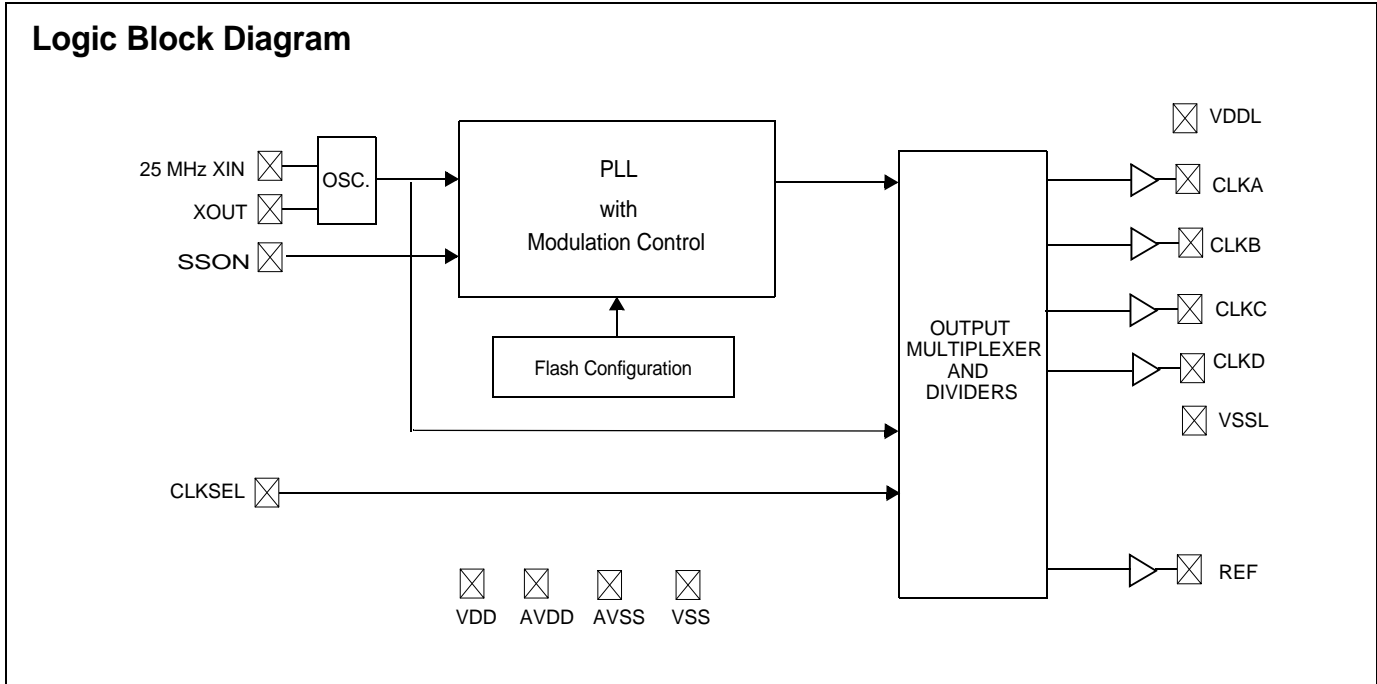 Logic Block Diagram
25 MHz XIN
XOUT
SSON
OSC.
PLL
with
Modulation Control
Flash Configuration
CLKSEL
OUTPUT
MULTIPLEXER
AND
DIVIDERS
VDDL
CLKA
CLKB
CLKC
CLKD
VSSL
REF
VDD
AVDD
AVSS
VSS